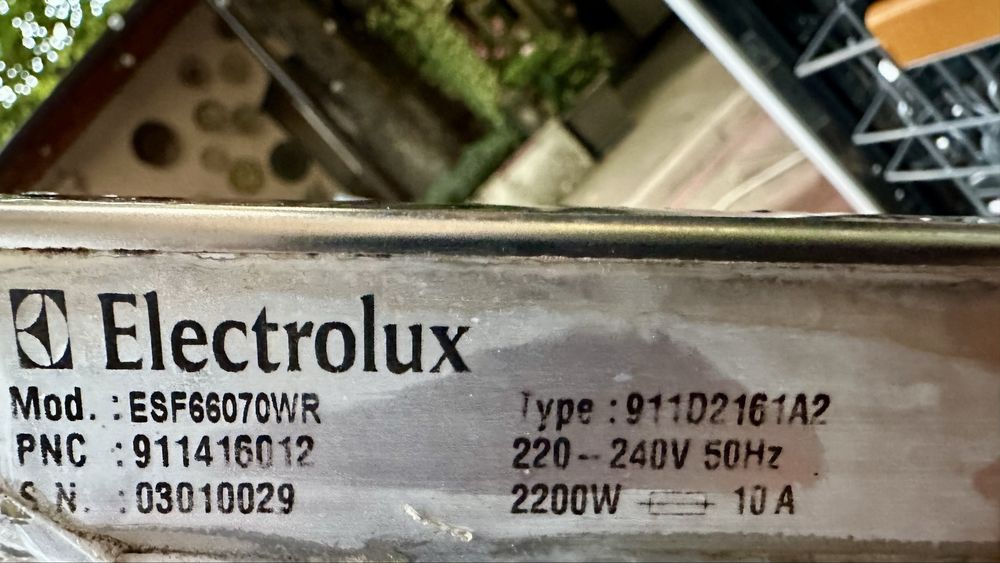 Electrolux
Mod. : ESF66070WR
Type : 911D2161A2
PNC : 911416012
220-240V 50Hz
S.N. : 03010029
2200W 10 A